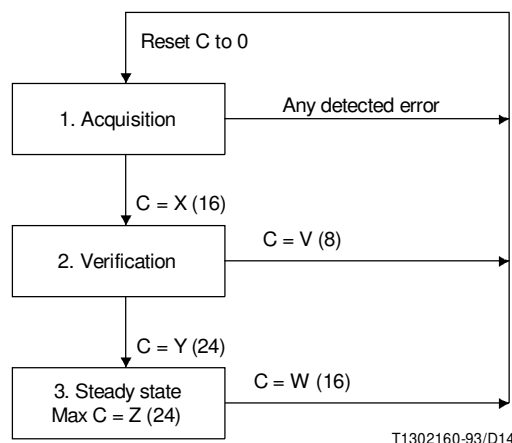 Reset C to 0
1. Acquisition
Any detected error
C = X (16)
2. Verification
C = V (8)
C = Y (24)
3. Steady state
Max C = Z (24)
C = W (16)
T1302160-93/D14